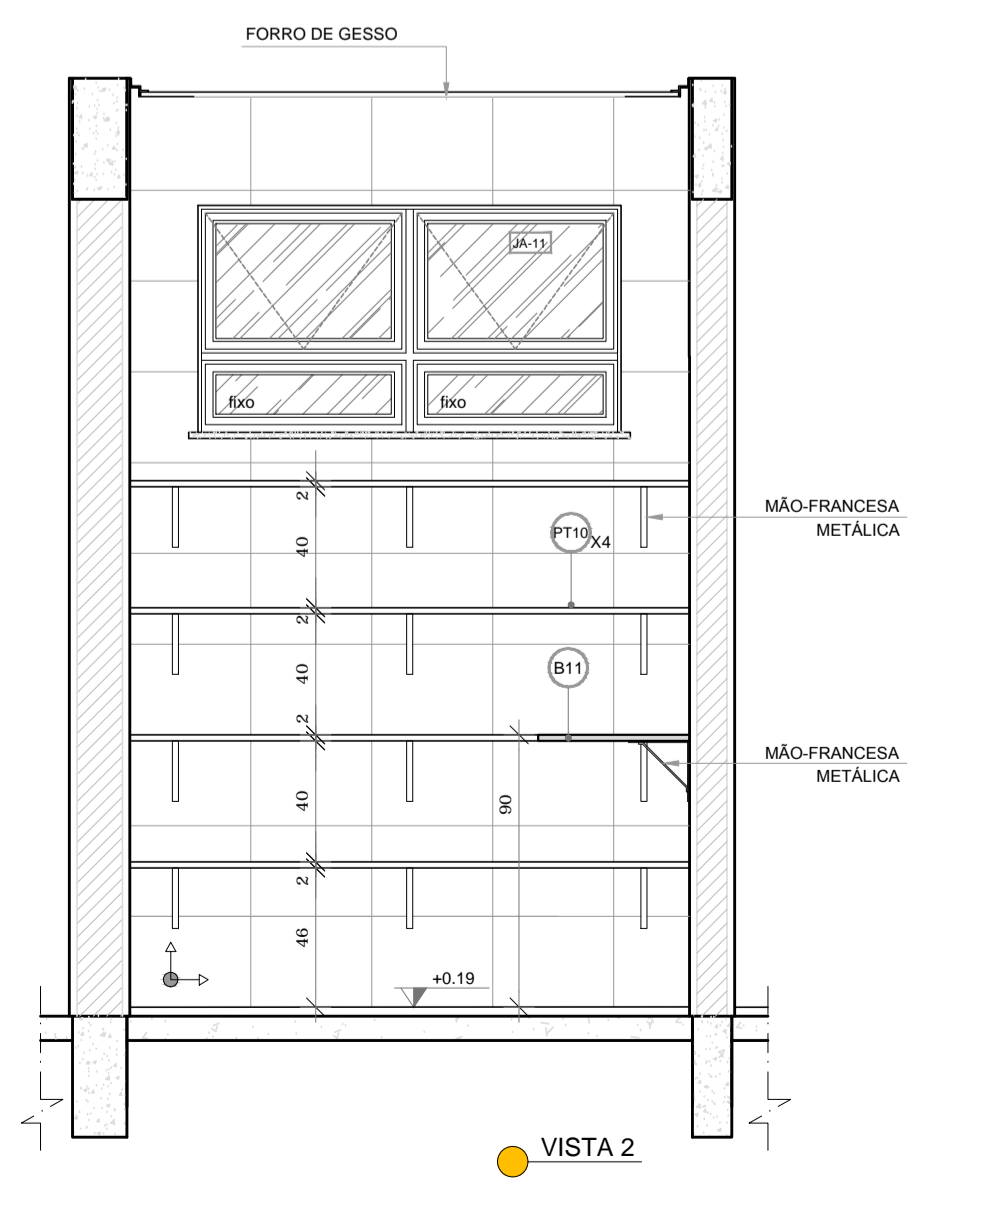 FORRO DE GESSO
JA-11
fixo
fixo
2
MÃO-FRANCESA
METÁLICA
PT10
X4
40
2
B11
40
2
MÃO-FRANCESA
METÁLICA
40
90
2
46
+0.19
VISTA 2